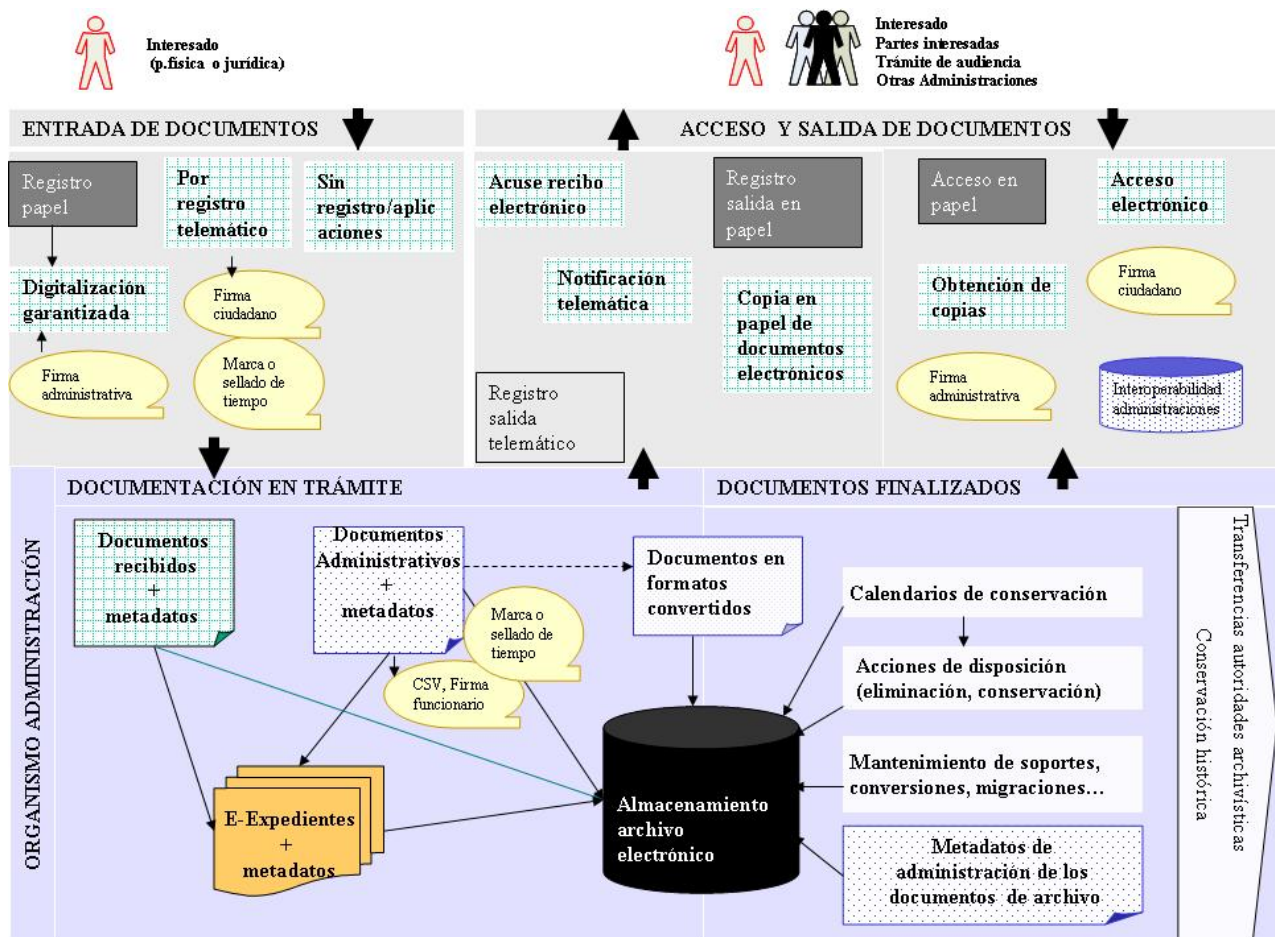 Interesado
(p.física o jurídica)
Interesado
Partes interesadas
Trámite de audiencia
Otras Administraciones
ENTRADA DE DOCUMENTOS
ACCESO Y SALIDA DE DOCUMENTOS
Registro
papel
Por
registro
telemático
Sin
registro/aplic
aciones
Digitalización
garantizada
Firma
ciudadano
Firma
administrativa
Marca o
sellado de
tiempo
Acuse recibo
electrónico
Registro
salida en
papel
Notificación
telemática
Copia en
papel de
documentos
electrónicos
Registro
salida
telemático
Acceso en
papel
Acceso
electrónico
Firma
ciudadano
Obtención de
copias
Firma
administrativa
Interoperabilidad
administraciones
ORGANISMO ADMINISTRACIÓN
DOCUMENTACIÓN EN TRÁMITE
DOCUMENTOS FINALIZADOS
Documentos
recibidos
+
metadatos
Documentos
Administrativos
+
metadatos
Marca o
sellado de
tiempo
CSV, Firma
funcionario
Documentos en
formatos
convertidos
E-Expedientes
+
metadatos
Almacenamiento
archivo
electrónico
Calendarios de conservación
Acciones de disposición
(eliminación, conservación)
Mantenimiento de soportes,
conversiones, migraciones…
Metadatos de
administración de los
documentos de archivo
Transferencias autoridades archivísticas
Conservación histórica